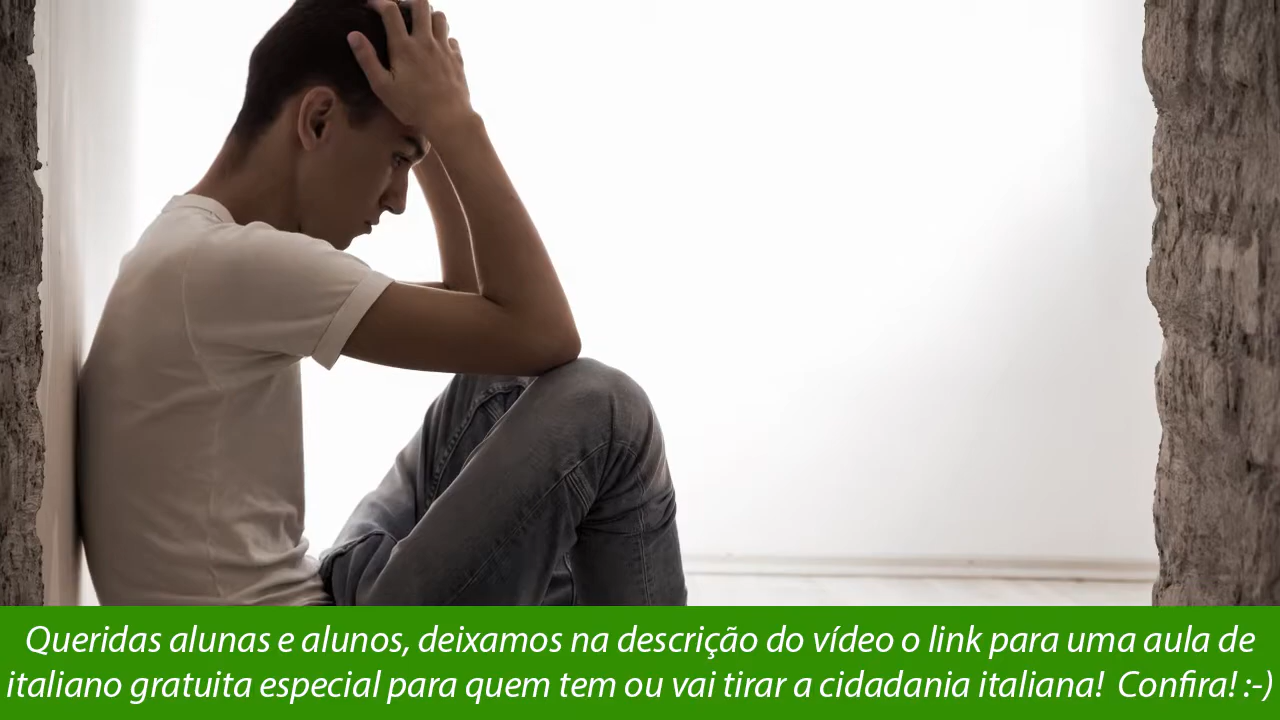 Queridas alunas e alunos, deixamos na descrição do vídeo o link para uma aula de
italiano gratuita especial para quem tem ou vai tirar a cidadania italiana! Confira! :-)